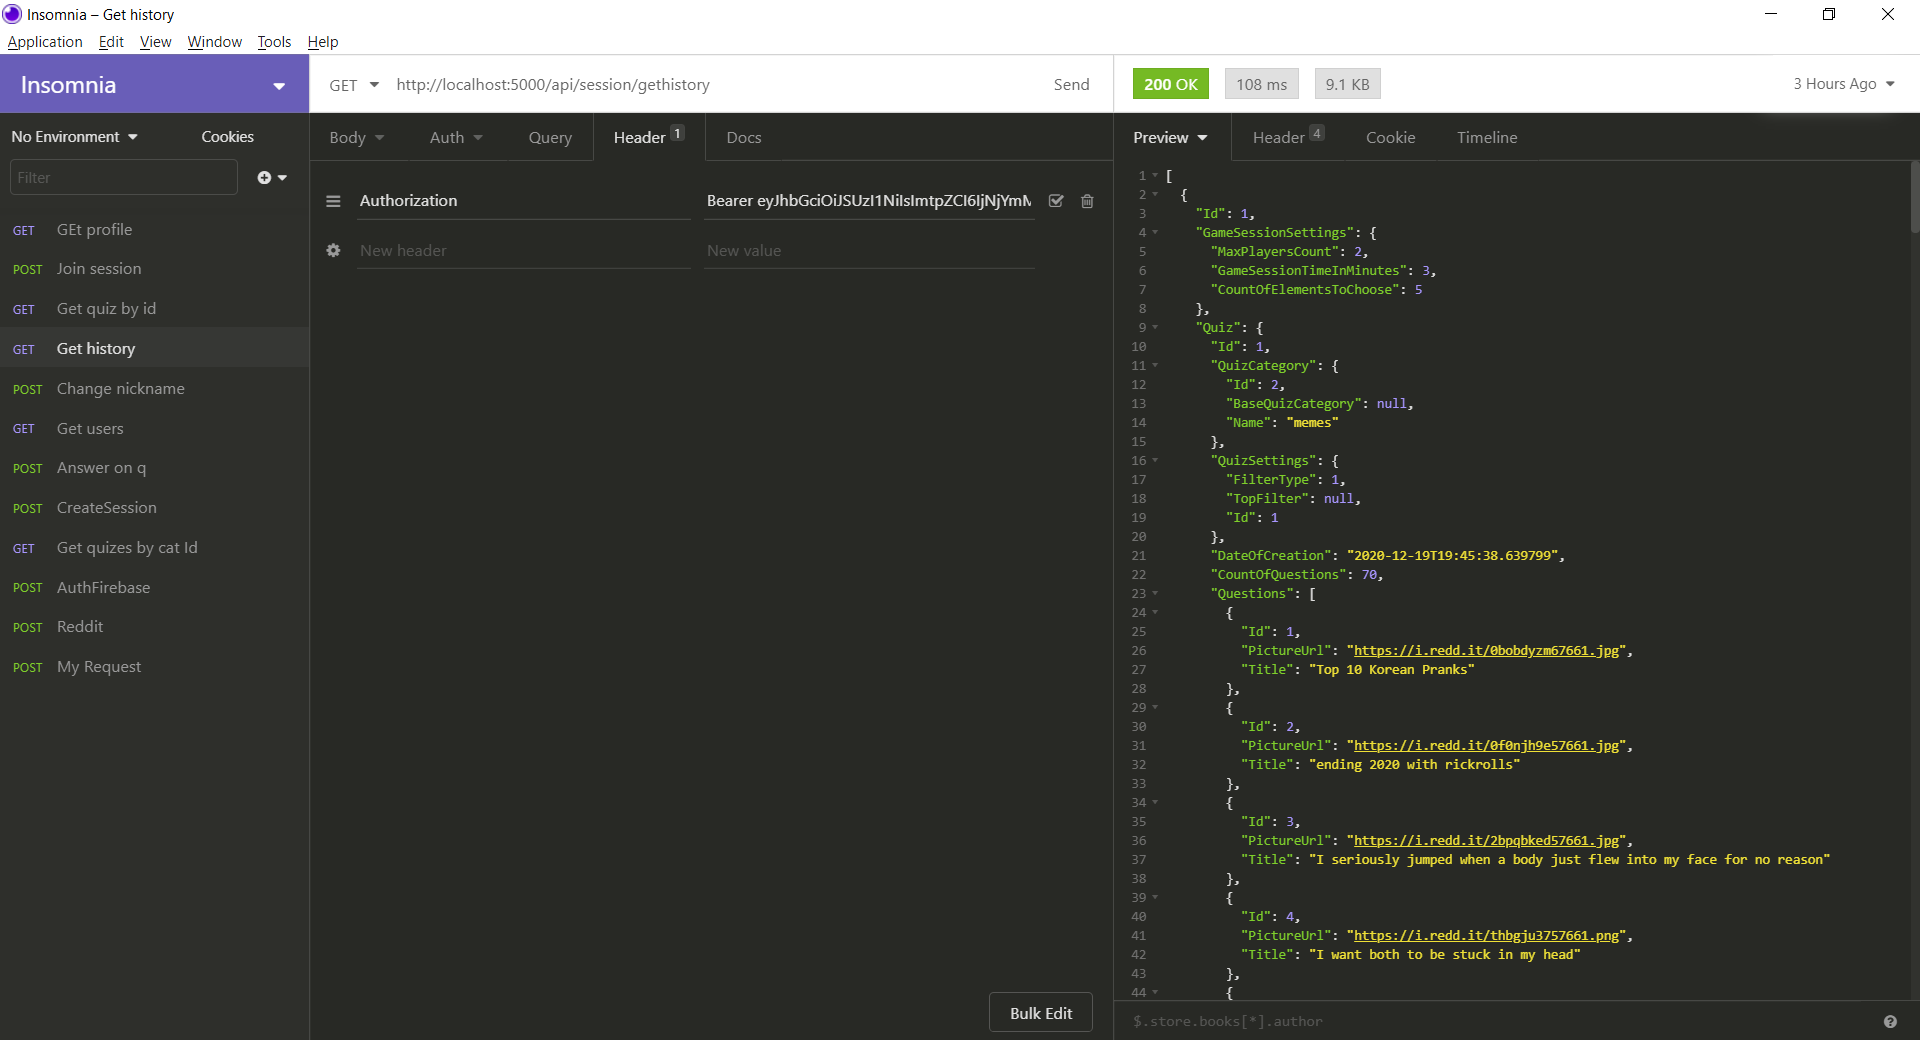 Insomnia – Get history
Application Edit View Window Tools Help
Insomnia
GET http://localhost:5000/api/session/gethistory Send
200 OK 108 ms 9.1 KB 3 Hours Ago
No Environment Cookies
Filter
GET GEt profile
POST Join session
GET Get quiz by id
GET Get history
POST Change nickname
GET Get users
POST Answer on q
POST CreateSession
GET Get quizes by cat Id
POST AuthFirebase
POST Reddit
POST My Request
Body Auth Query Header 1 Docs
Authorization Bearer eyJhbGciOiJSUzI1NiIsImtpZCI6IjNjYmM
New header New value
Bulk Edit
Preview Header 4 Cookie Timeline
1 [
2 {
3 "Id": 1,
4 "GameSessionSettings": {
5 "MaxPlayersCount": 2,
6 "GameSessionTimeInMinutes": 3,
7 "CountOfElementsToChoose": 5
8 },
9 "Quiz": {
10 "Id": 1,
11 "QuizCategory": {
12 "Id": 2,
13 "BaseQuizCategory": null,
14 "Name": "memes"
15 },
16 "QuizSettings": {
17 "FilterType": 1,
18 "TopFilter": null,
19 "Id": 1
20 },
21 "DateOfCreation": "2020-12-19T19:45:38.639799",
22 "CountOfQuestions": 70,
23 "Questions": [
24 {
25 "Id": 1,
26 "PictureUrl": "https://i.redd.it/0bobdyzm67661.jpg",
27 "Title": "Top 10 Korean Pranks"
28 },
29 {
30 "Id": 2,
31 "PictureUrl": "https://i.redd.it/0f0njh9e57661.jpg",
32 "Title": "ending 2020 with rickrolls"
33 },
34 {
35 "Id": 3,
36 "PictureUrl": "https://i.redd.it/2bpqbked57661.jpg",
37 "Title": "I seriously jumped when a body just flew into my face for no reason"
38 },
39 {
40 "Id": 4,
41 "PictureUrl": "https://i.redd.it/thbgju3757661.png",
42 "Title": "I want both to be stuck in my head"
43 },
44 {
$.store.books[*].author